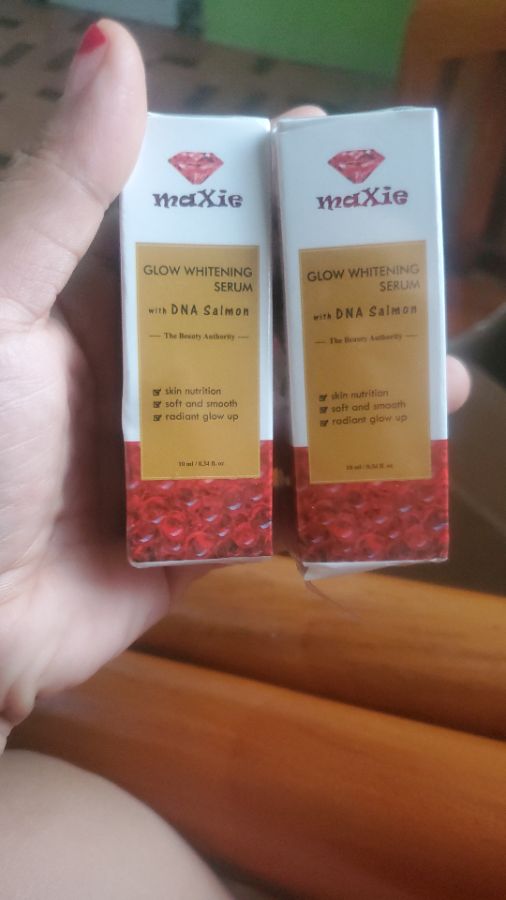 maXie
GLOW WHITENING
SERUM
with DNA Salmon
The Beauty Authority
skin nutrition
soft and smooth
radiant glow up
10 ml / 0.34 fl. oz
maXie
GLOW WHITENING
SERUM
with DNA Salmon
The Beauty Authority
skin nutrition
soft and smooth
radiant glow up
10 ml / 0.34 fl. oz